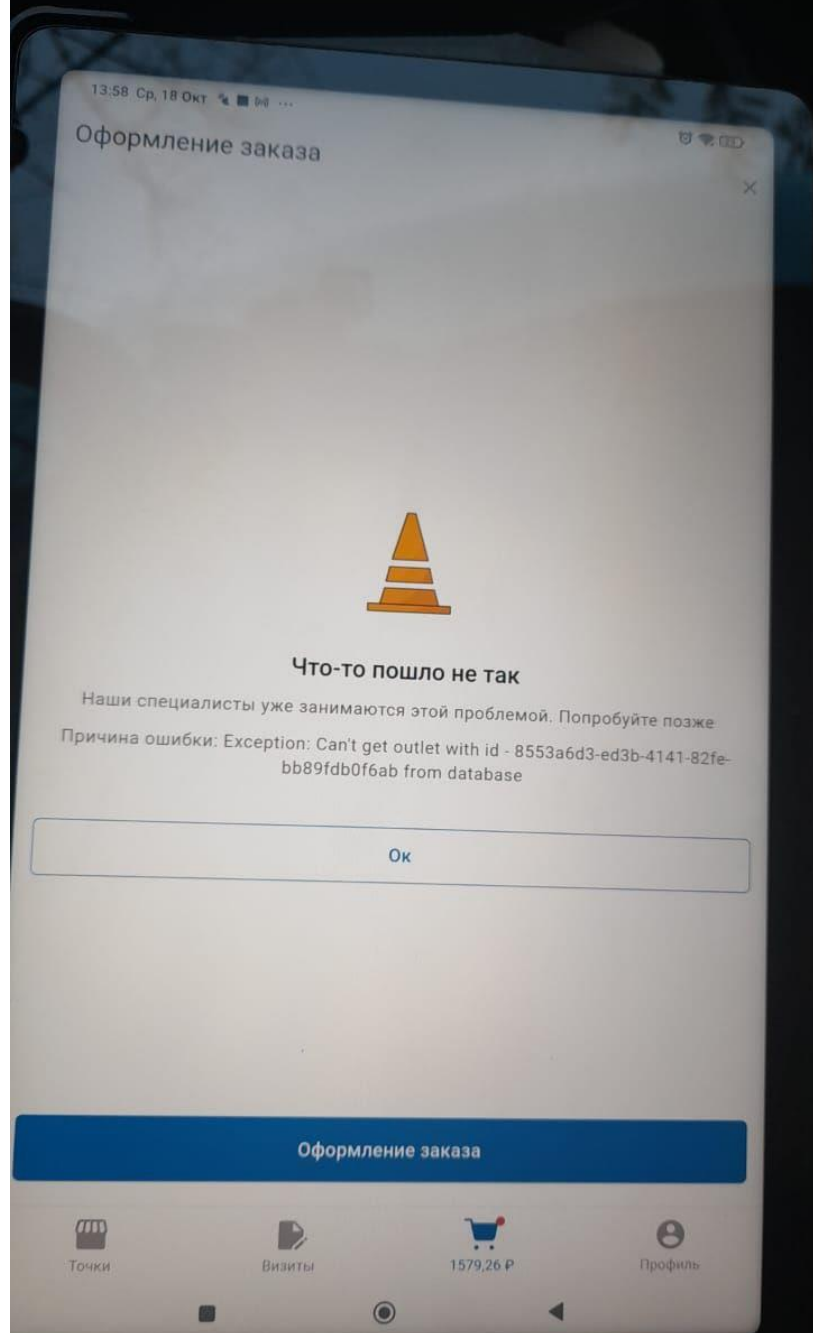 13:58 Ср, 18 Окт
Оформление заказа
Что-то пошло не так
Наши специалисты уже занимаются этой проблемой. Попробуйте позже
Причина ошибки: Exception: Can't get outlet with id - 8553a6d3-ed3b-4141-82fe-
bb89fdb0f6ab from database
Ок
Оформление заказа
Точки
Визиты
1579,26 ₽
Профиль